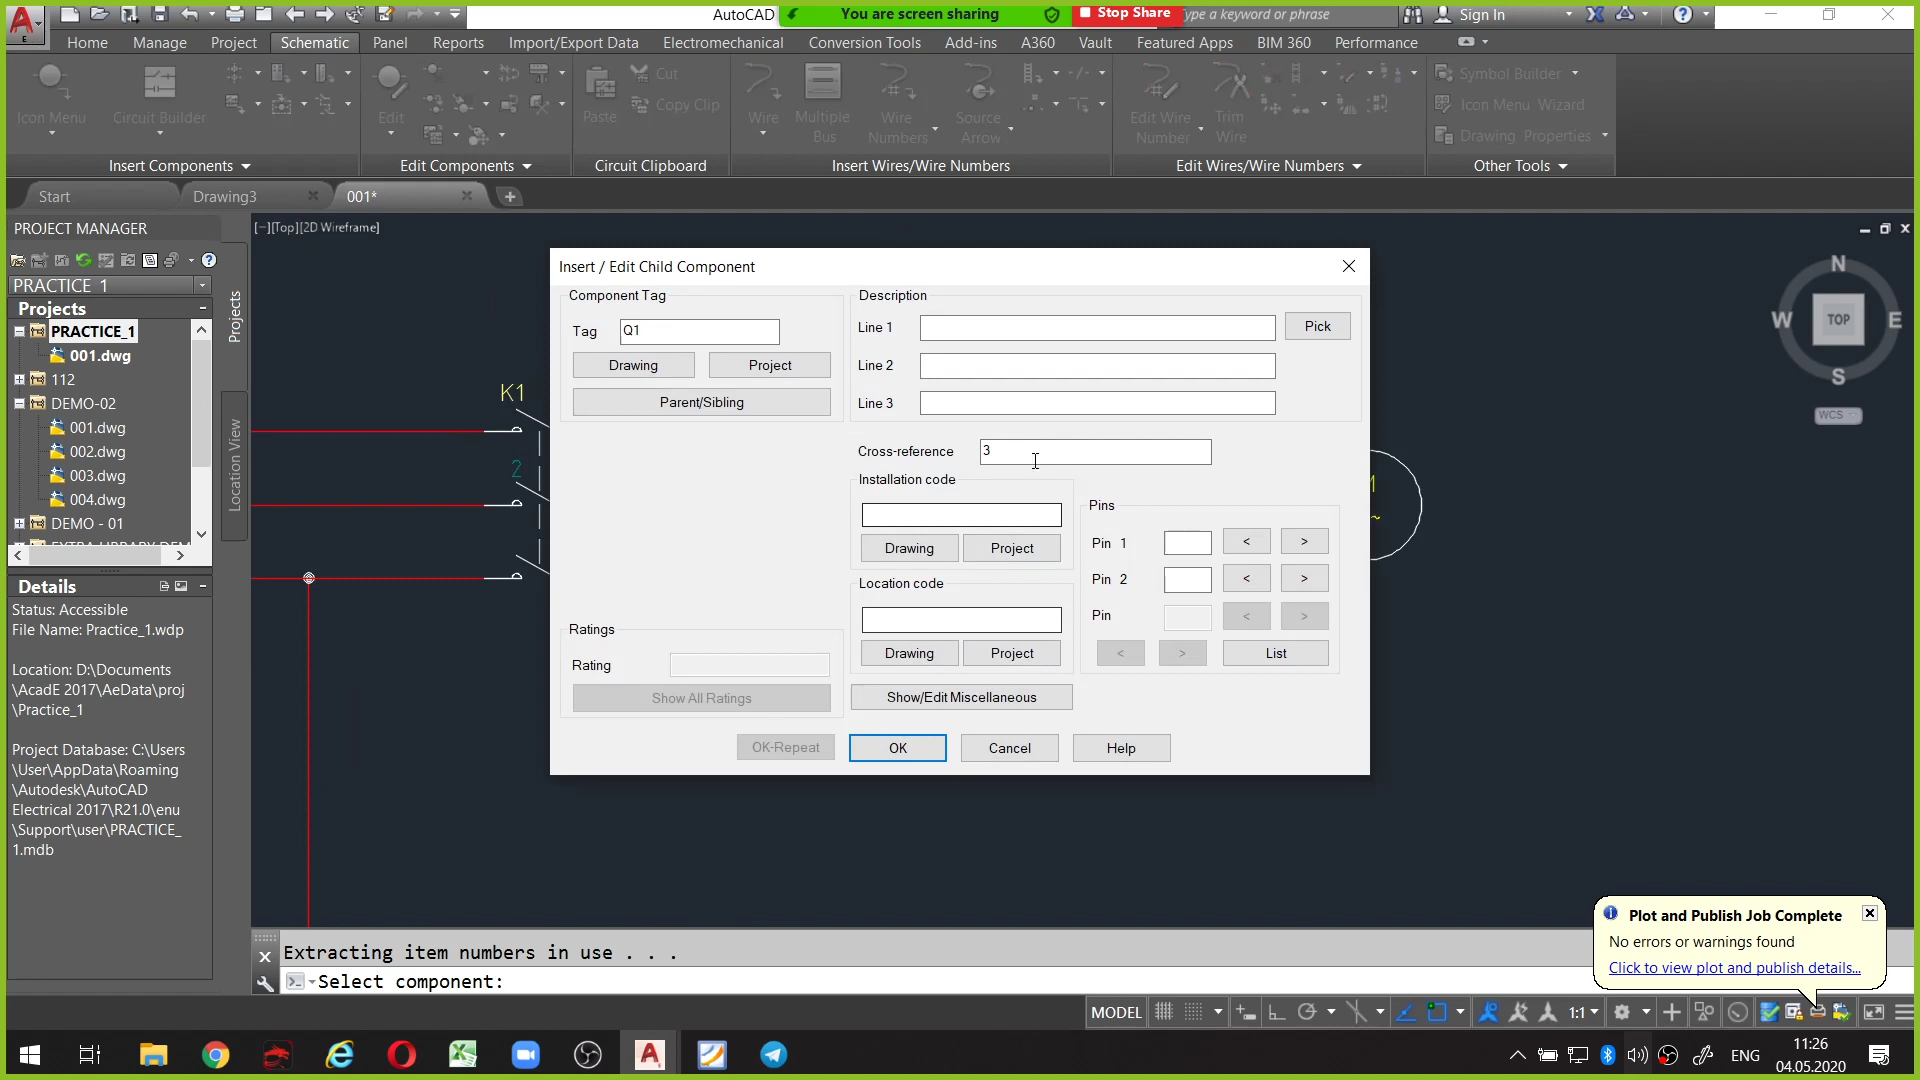 AutoCAD
You are screen sharing
Stop Share
ype a keyword or phrase
Sign In
Home
Manage
Project
Schematic
Panel
Reports
Import/Export Data
Electromechanical
Conversion Tools
Add-ins
A360
Vault
Featured Apps
BIM 360
Performance
Icon Menu
Circuit Builder
Edit
Paste
Cut
Copy Clip
Wire
Multiple Bus
Wire Numbers
Source Arrow
Edit Wire Number
Trim Wire
Symbol Builder
Icon Menu Wizard
Drawing Properties
Insert Components
Edit Components
Circuit Clipboard
Insert Wires/Wire Numbers
Edit Wires/Wire Numbers
Other Tools
Start
Drawing3
001*
PROJECT MANAGER
[−][Top][2D Wireframe]
PRACTICE_1
Projects
PRACTICE_1
001.dwg
112
DEMO-02
001.dwg
002.dwg
003.dwg
004.dwg
DEMO - 01
EXTRA LIBRARY DEM
Projects
Location View
Details
Status: Accessible
File Name: Practice_1.wdp
Location: D:\Documents
\AcadE 2017\AeData\proj
\Practice_1
Project Database: C:\Users
\User\AppData\Roaming
\Autodesk\AutoCAD
Electrical 2017\R21.0\enu
\Support\user\PRACTICE_
1.mdb
K1
2
Insert / Edit Child Component
Component Tag
Tag
Q1
Drawing
Project
Parent/Sibling
Description
Line 1
Pick
Line 2
Line 3
Cross-reference
3
Installation code
Drawing
Project
Location code
Drawing
Project
Show/Edit Miscellaneous
Pins
Pin 1
<
>
Pin 2
<
>
Pin
<
>
<
>
List
Ratings
Rating
Show All Ratings
OK-Repeat
OK
Cancel
Help
N
W
TOP
E
S
WCS
Extracting item numbers in use . . .
Select component:
Plot and Publish Job Complete
No errors or warnings found
Click to view plot and publish details...
MODEL
1:1
ENG
11:26
04.05.2020